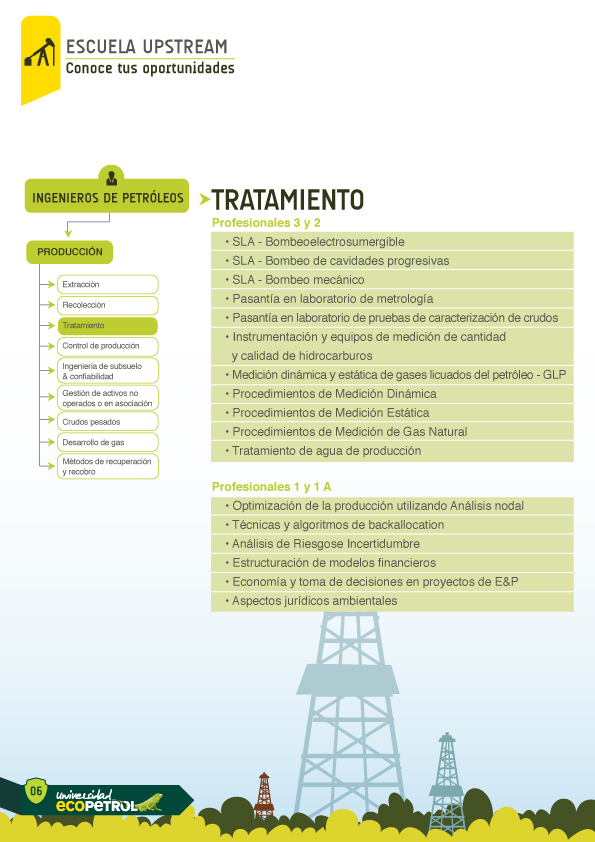 ESCUELA UPSTREAM
Conoce tus oportunidades
INGENIEROS DE PETRÓLEOS
PRODUCCIÓN
Extracción
Recolección
Tratamiento
Control de producción
Ingenieria de subsuelo
& confiabilidad
Gestión de activos no
operados o en asociación
Crudos pesados
Desarrollo de gas
Métodos de recuperación
y recobro
TRATAMIENTO
Profesionales 3 y 2
• SLA - Bombeoelectrosumergible
• SLA - Bombeo de cavidades progresivas
• SLA - Bombeo mecánico
• Pasantía en laboratorio de metrología
• Pasantía en laboratorio de pruebas de caracterización de crudos
• Instrumentación y equipos de medición de cantidad
y calidad de hidrocarburos
• Medición dinámica y estática de gases licuados del petróleo - GLP
• Procedimientos de Medición Dinámica
• Procedimientos de Medición Estática
• Procedimientos de Medición de Gas Natural
• Tratamiento de agua de producción
Profesionales 1 y 1 A
• Optimización de la producción utilizando Análisis nodal
• Técnicas y algoritmos de backallocation
• Análisis de Riesgose Incertidumbre
• Estructuración de modelos financieros
• Economía y toma de decisiones en proyectos de E&P
• Aspectos jurídicos ambientales
06
universidad
ecoPETROL